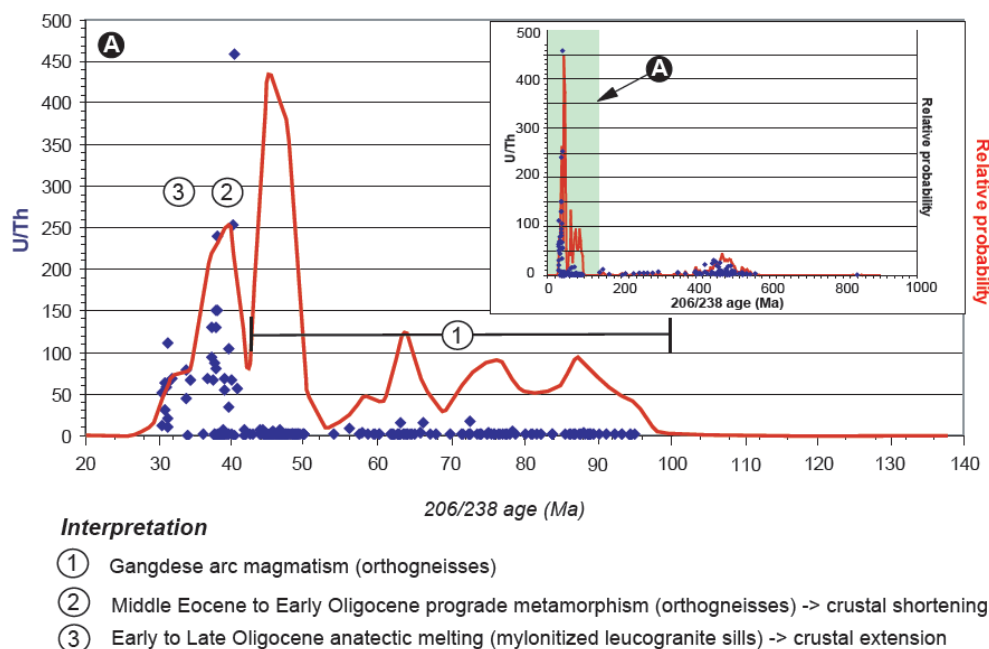 500
450
400
350
300
250
200
150
100
50
0
U/Th
A
3
2
1
20 30 40 50 60 70 80 90 100 110 120 130 140
206/238 age (Ma)
Relative probability
500
400
300
200
100
0
U/Th
A
Relative probability
0 200 400 600 800 1000
206/238 age (Ma)
Interpretation
1 Gangdese arc magmatism (orthogneisses)
2 Middle Eocene to Early Oligocene prograde metamorphism (orthogneisses) -> crustal shortening
3 Early to Late Oligocene anatectic melting (mylonitized leucogranite sills) -> crustal extension